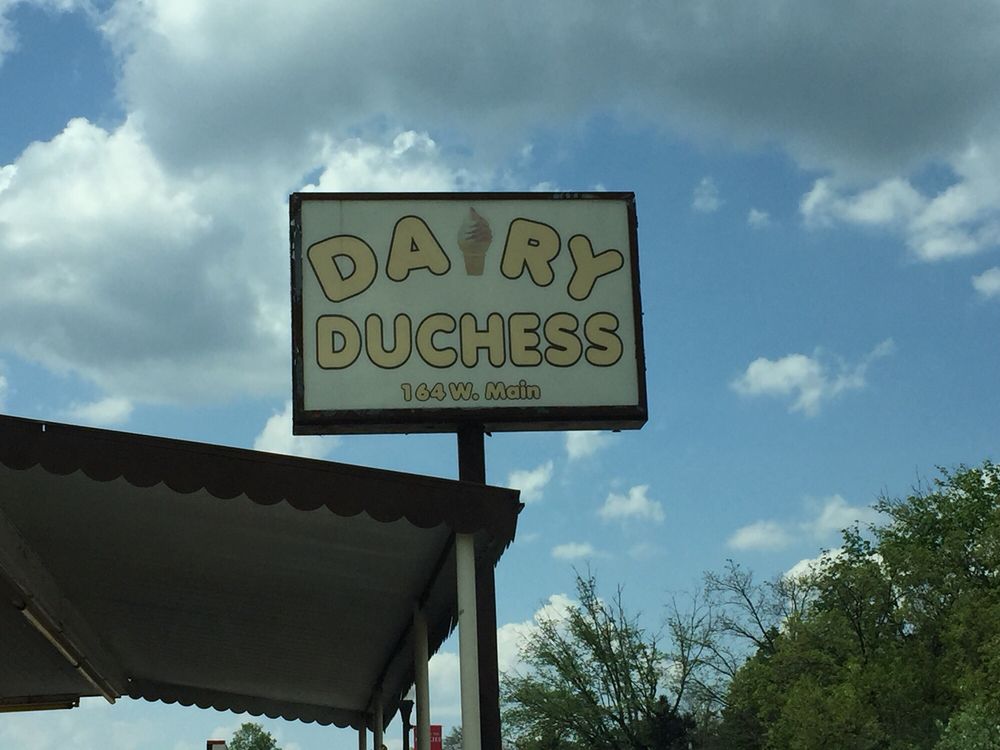 DAIRY
DUCHESS
164 W. Main